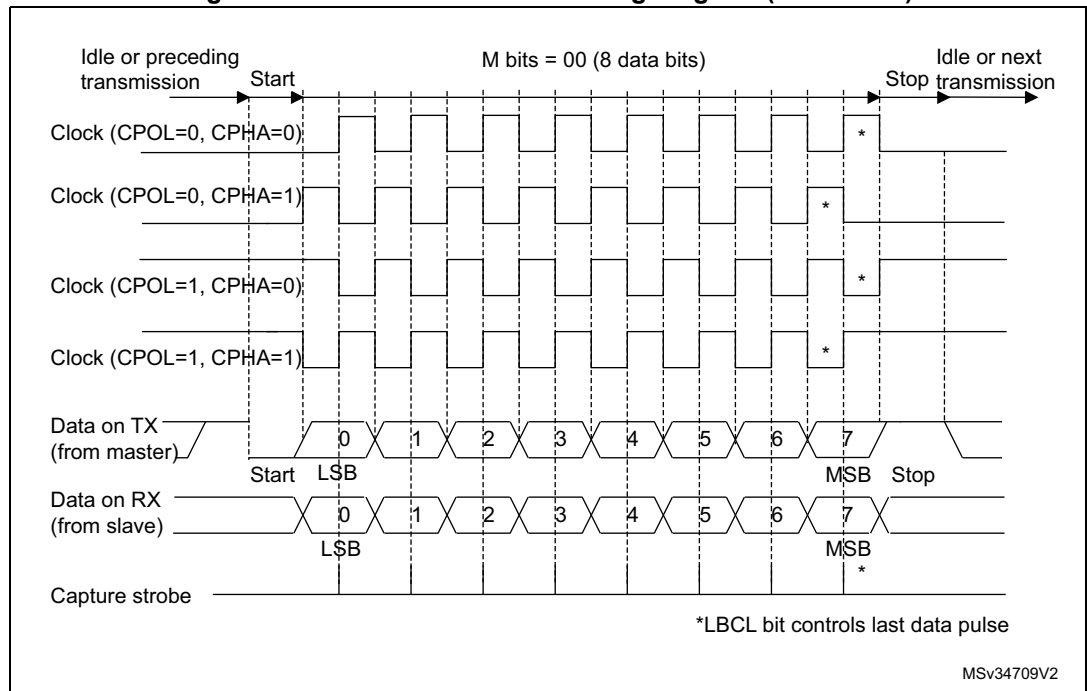 Idle or preceding
transmission
Start
M bits = 00 (8 data bits)
Stop
Idle or next
transmission
Clock (CPOL=0, CPHA=0)
*
Clock (CPOL=0, CPHA=1)
*
Clock (CPOL=1, CPHA=0)
*
Clock (CPOL=1, CPHA=1)
*
Data on TX
(from master)
0 1 2 3 4 5 6 7
Start LSB MSB Stop
Data on RX
(from slave)
0 1 2 3 4 5 6 7
LSB MSB
*
Capture strobe
*LBCL bit controls last data pulse
MSv34709V2